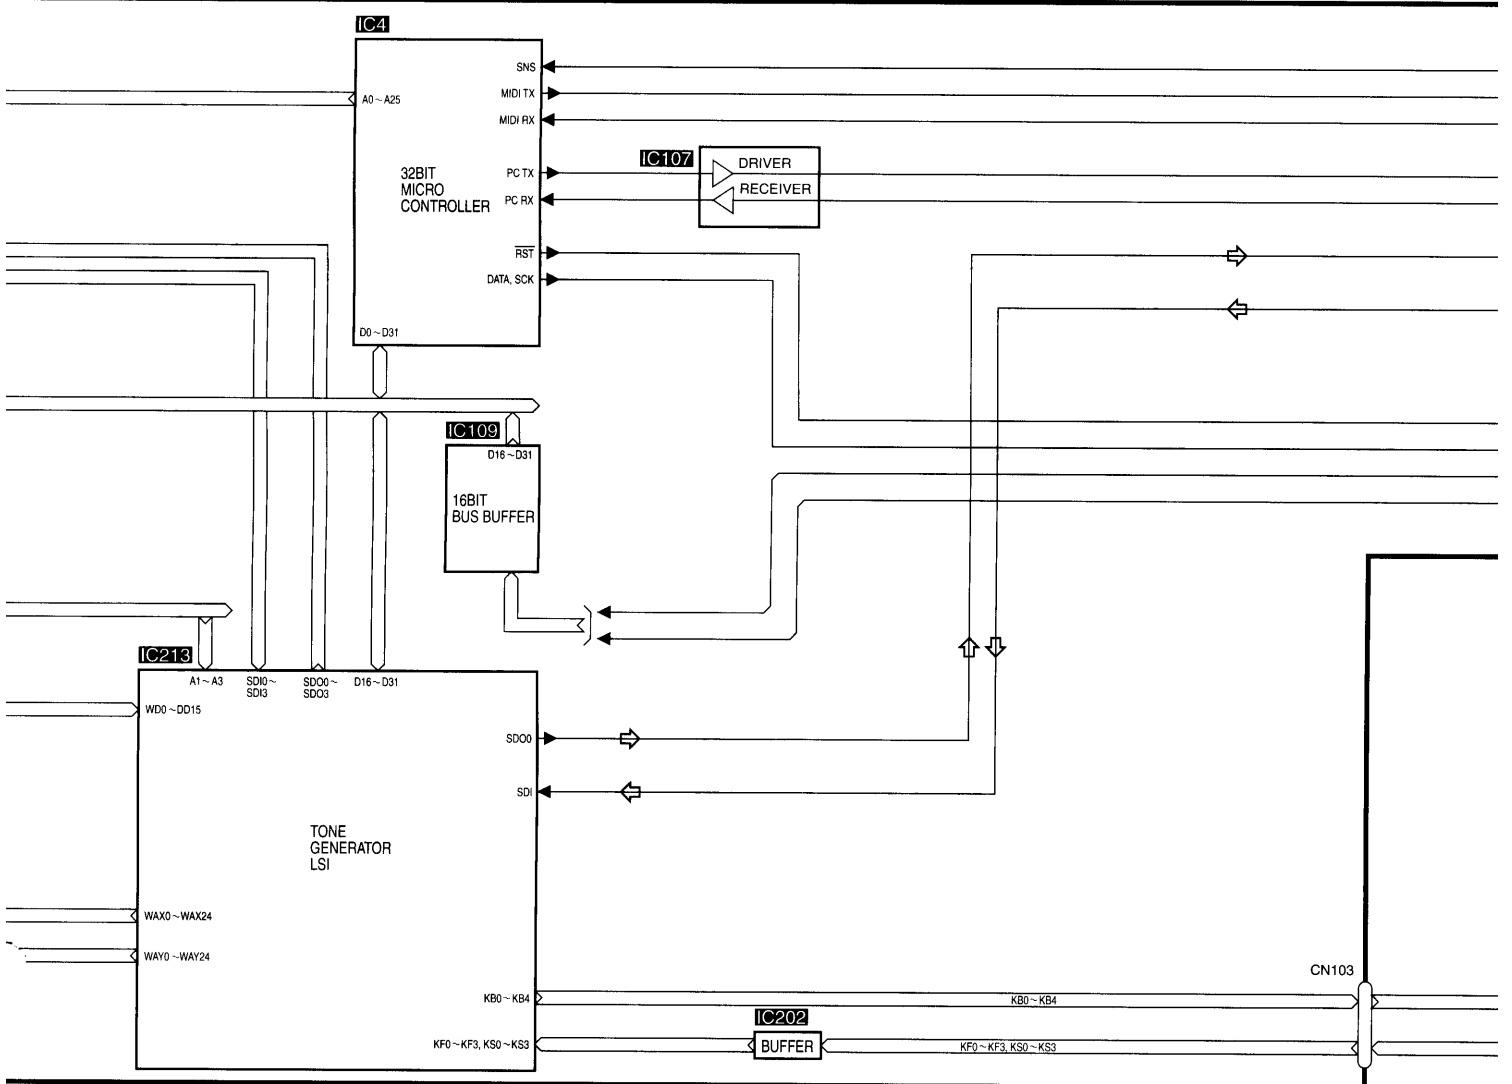 IC4
SNS
A0~A25
MIDI TX
MIDI RX
IC107
DRIVER
32BIT
MICRO
CONTROLLER
PC TX
RECEIVER
PC RX
RST
DATA, SCK
D0~D31
IC109
D16~D31
16BIT
BUS BUFFER
IC213
A1~A3
SDI0~
SDI3
SDO0~
SDO3
D16~D31
WD0~DD15
SDO0
SDI
TONE
GENERATOR
LSI
WAX0~WAX24
WAY0~WAY24
CN103
KB0~KB4
KB0~KB4
IC202
KF0~KF3, KS0~KS3
BUFFER
KF0~KF3, KS0~KS3